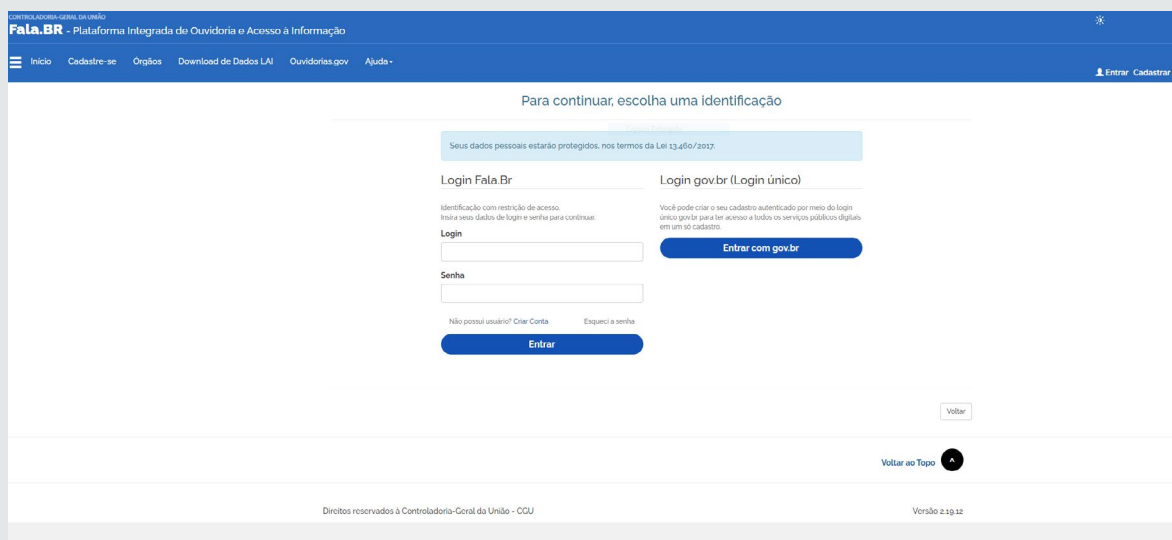 CONTROLADORIA-GERAL DA UNIÃO
Fala.BR - Plataforma Integrada de Ouvidoria e Acesso à Informação
Início Cadastre-se Órgãos Download de Dados LAI Ouvidorias.gov Ajuda
Entrar Cadastrar
Para continuar, escolha uma identificação
Seus dados pessoais estarão protegidos, nos termos da Lei 13.460/2017.
Login Fala.Br
Identificação com restrição de acesso.
Insira seus dados de login e senha para continuar.
Login
Senha
Não possui usuário? Criar Conta Esqueci a senha
Entrar
Login gov.br (Login único)
Você pode criar o seu cadastro autenticado por meio do login
único gov.br para ter acesso a todos os serviços públicos digitais
em um só cadastro.
Entrar com gov.br
Voltar
Voltar ao Topo
Direitos reservados à Controladoria-Geral da União - CGU
Versão 2.19.12